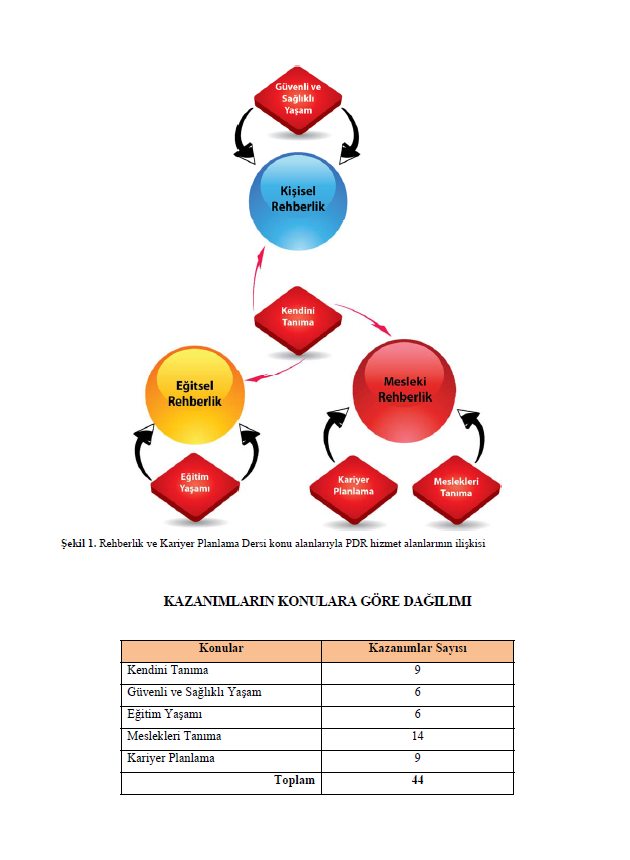 Güvenli ve
Sağlıklı
Yaşam
Kişisel
Rehberlik
Kendini
Tanıma
Eğitsel
Rehberlik
Mesleki
Rehberlik
Eğitim
Yaşamı
Kariyer
Planlama
Meslekleri
Tanıma
Şekil 1. Rehberlik ve Kariyer Planlama Dersi konu alanlarıyla PDR hizmet alanlarının ilişkisi
KAZANIMLARIN KONULARA GÖRE DAĞILIMI
Konular Kazanımlar Sayısı
Kendini Tanıma 9
Güvenli ve Sağlıklı Yaşam 6
Eğitim Yaşamı 6
Meslekleri Tanıma 14
Kariyer Planlama 9
Toplam 44